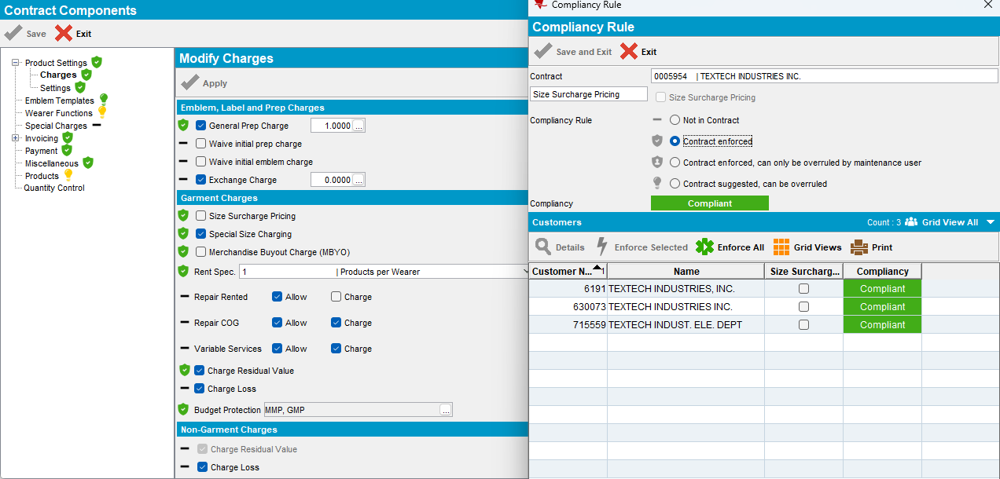 Contract Components
Save Exit
Product Settings
Charges
Settings
Emblem Templates
Wearer Functions
Special Charges
Invoicing
Payment
Miscellaneous
Products
Quantity Control
Modify Charges
Apply
Emblem, Label and Prep Charges
General Prep Charge 1.0000 ...
Waive initial prep charge
Waive initial emblem charge
Exchange Charge 0.0000 ...
Garment Charges
Size Surcharge Pricing
Special Size Charging
Merchandise Buyout Charge (MBYO)
Rent Spec. 1 | Products per Wearer
Repair Rented Allow Charge
Repair COG Allow Charge
Variable Services Allow Charge
Charge Residual Value
Charge Loss
Budget Protection MMP, GMP ...
Non-Garment Charges
Charge Residual Value
Charge Loss
Compliancy Rule
Compliancy Rule
Save and Exit Exit
Contract 0005954 | TEXTECH INDUSTRIES INC.
Size Surcharge Pricing Size Surcharge Pricing
Compliancy Rule Not in Contract
Contract enforced
Contract enforced, can only be overruled by maintenance user
Contract suggested, can be overruled
Compliancy Compliant
Customers Count : 3 Grid View All
Details Enforce Selected Enforce All Grid Views Print
Customer N... 1 Name Size Surcharg... Compliancy
6191 TEXTECH INDUSTRIES, INC. Compliant
630073 TEXTECH INDUSTRIES INC. Compliant
715559 TEXTECH INDUST. ELE. DEPT Compliant